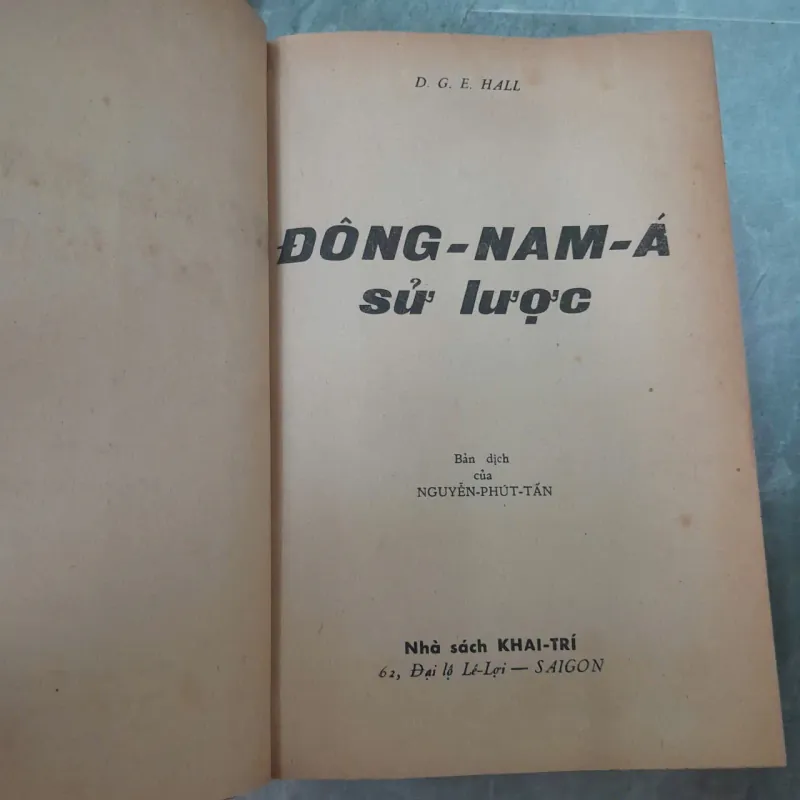 D. G. E. HALL
ĐÔNG-NAM-Á
sử lược
Bản dịch
của
NGUYỄN-PHÚT-TẤN
Nhà sách KHAI-TRÍ
62, Đại lộ Lê-Lợi — SAIGON